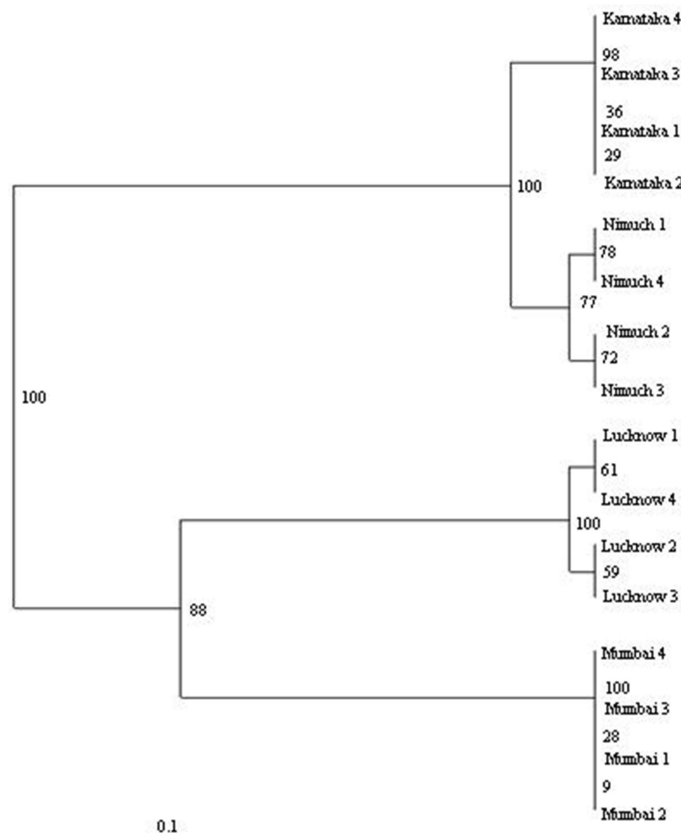 Karnataka 4
98
Karnataka 3
36
Karnataka 1
29
Karnataka 2
100
Nimuch 1
78
Nimuch 4
77
Nimuch 2
72
Nimuch 3
100
Lucknow 1
61
Lucknow 4
100
Lucknow 2
59
Lucknow 3
88
Mumbai 4
100
Mumbai 3
28
Mumbai 1
9
Mumbai 2
0.1